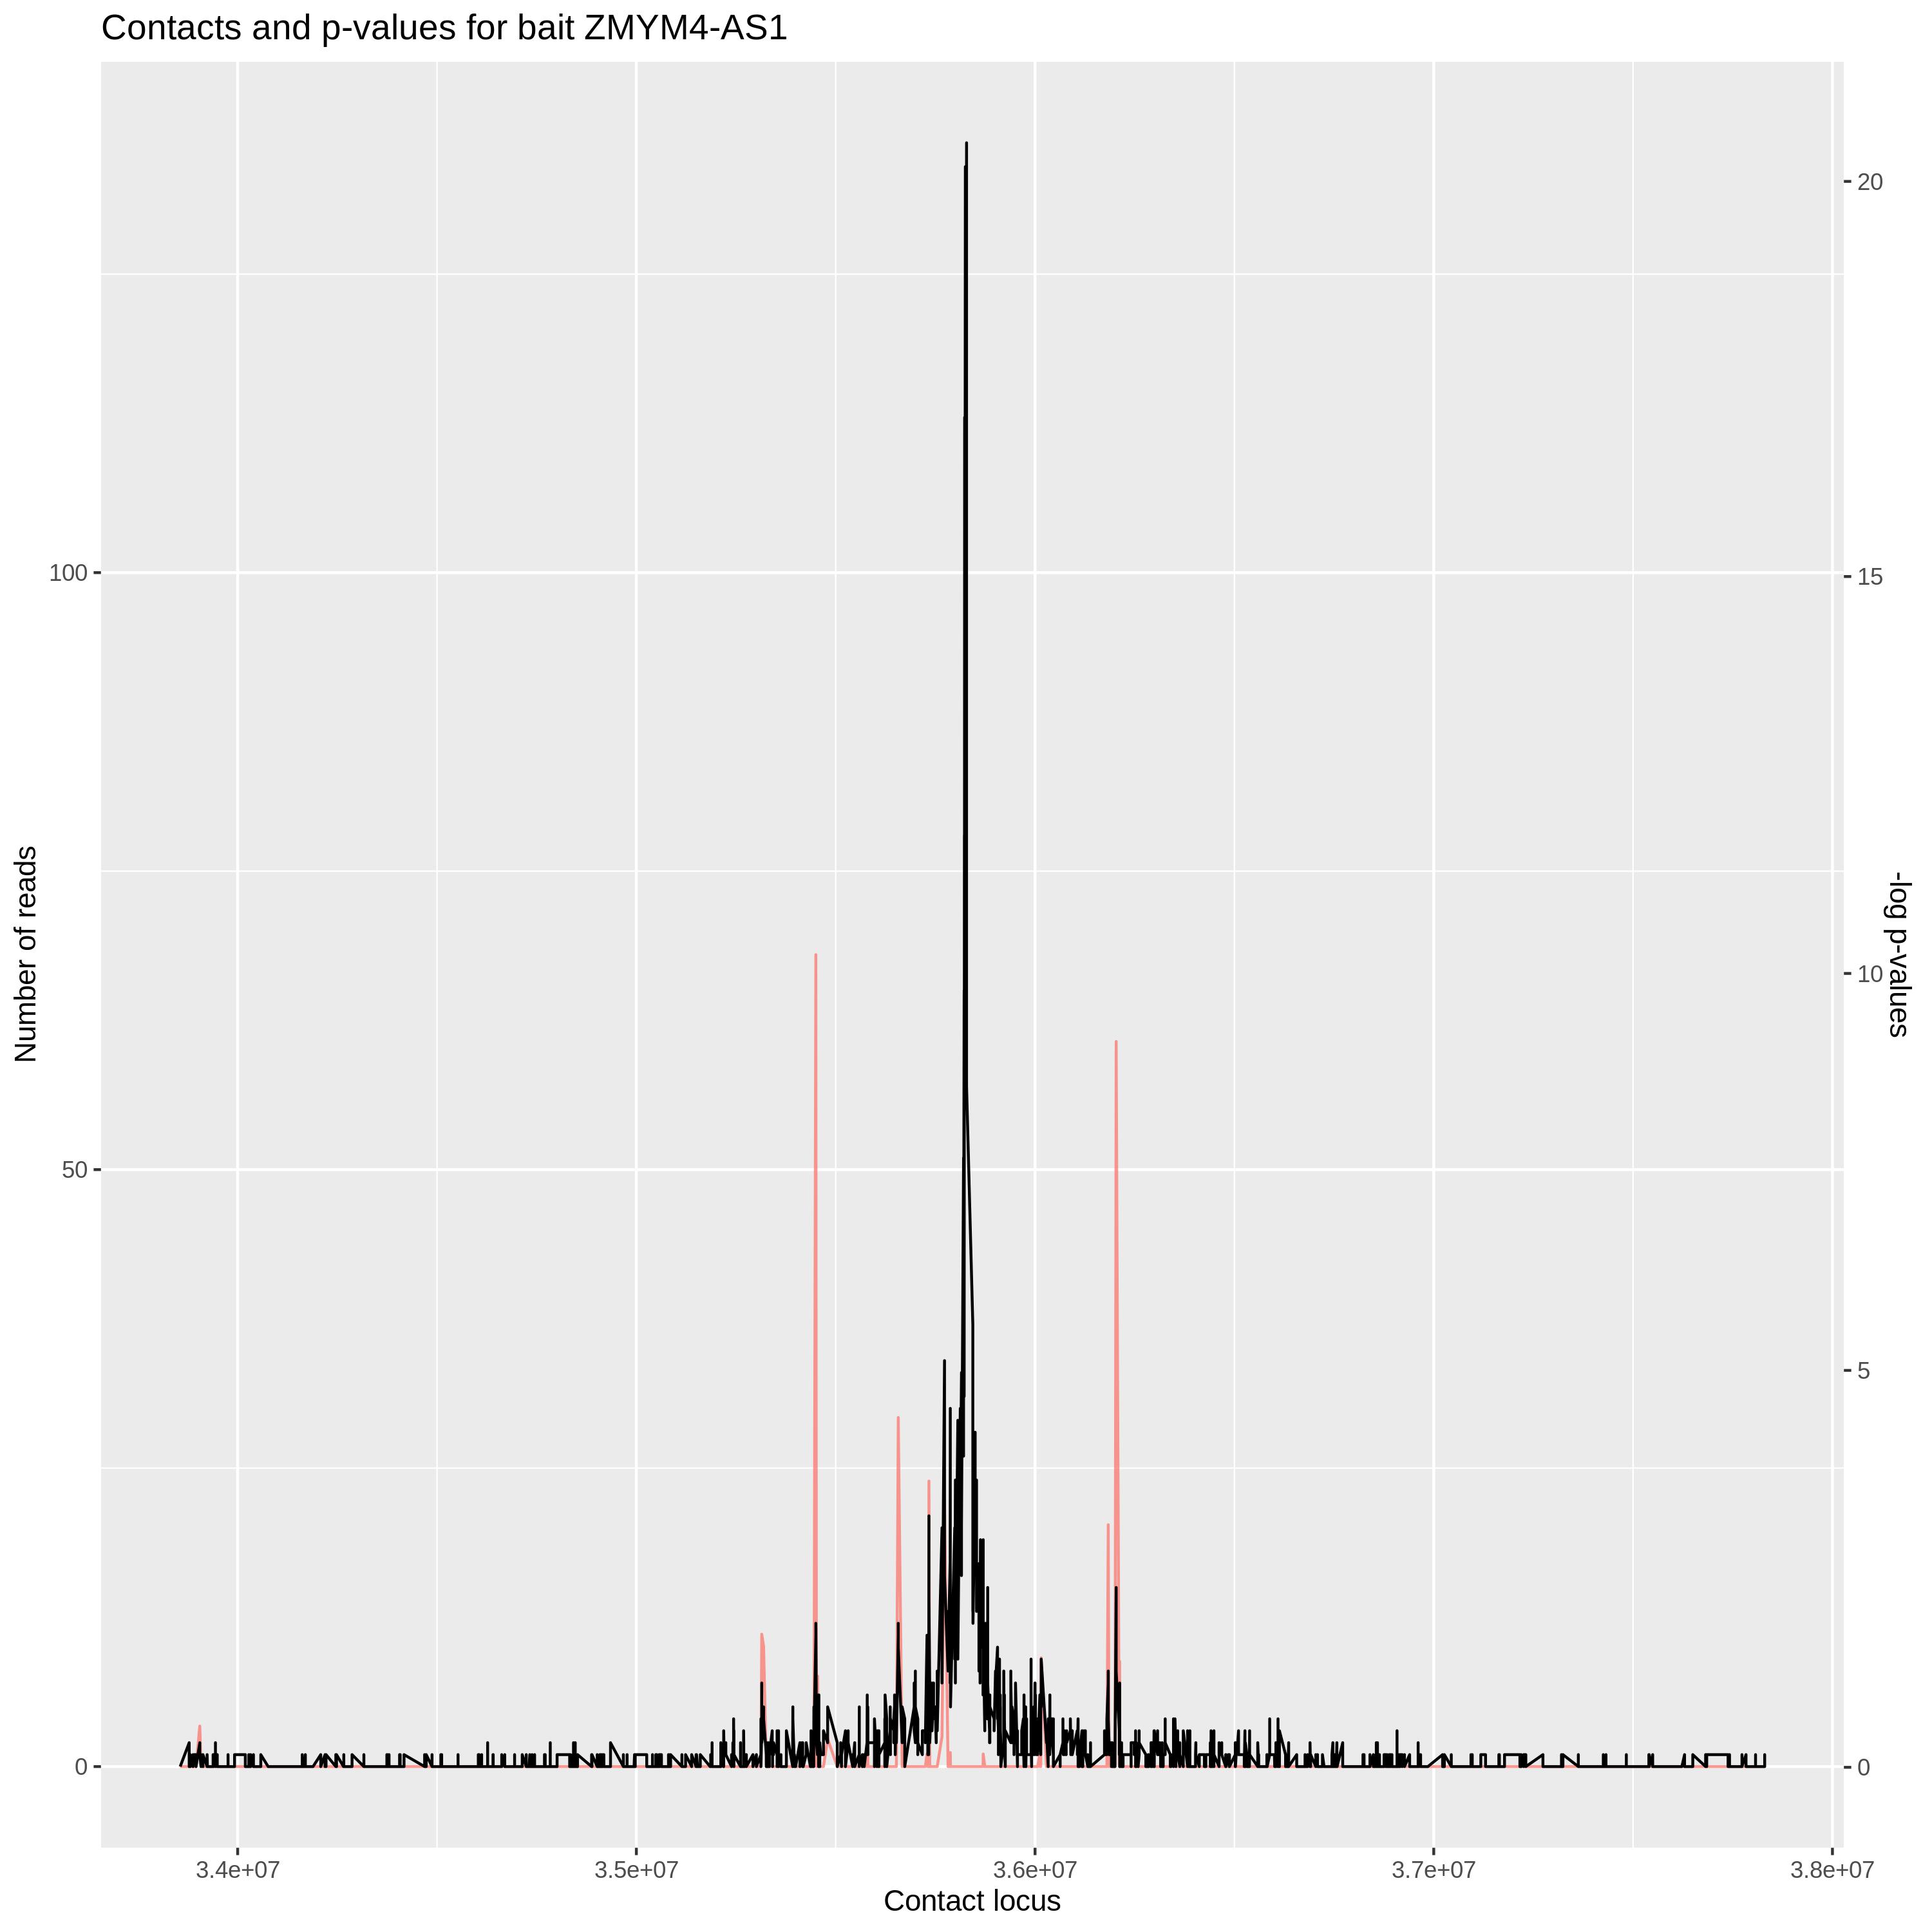 Contacts and p-values for bait ZMYM4-AS1
Number of reads
100
50
0
20
15
10
5
0
-log p-values
3.4e+07
3.5e+07
3.6e+07
3.7e+07
3.8e+07
Contact locus